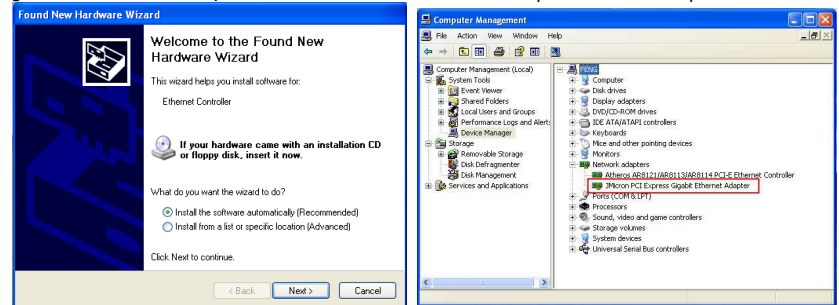 Found New Hardware Wizard
Welcome to the Found New
Hardware Wizard
This wizard helps you install software for:
Ethernet Controller
If your hardware came with an installation CD
or floppy disk, insert it now.
What do you want the wizard to do?
Install the software automatically (Recommended)
Install from a list or specific location (Advanced)
Click Next to continue.
< Back
Next >
Cancel
Computer Management
File Action View Window Help
Computer Management (Local)
System Tools
Event Viewer
Shared Folders
Local Users and Groups
Performance Logs and Alert:
Device Manager
Storage
Removable Storage
Disk Defragmenter
Disk Management
Services and Applications
FENG
Computer
Disk drives
Display adapters
DVD/CD-ROM drives
IDE ATA/ATAPI controllers
Keyboards
Mice and other pointing devices
Monitors
Network adapters
Atheros AR8121/AR8113/AR8114 PCI-E Ethernet Controller
JMicron PCI Express Gigabit Ethernet Adapter
Ports (COM & LPT)
Processors
Sound, video and game controllers
Storage volumes
System devices
Universal Serial Bus controllers